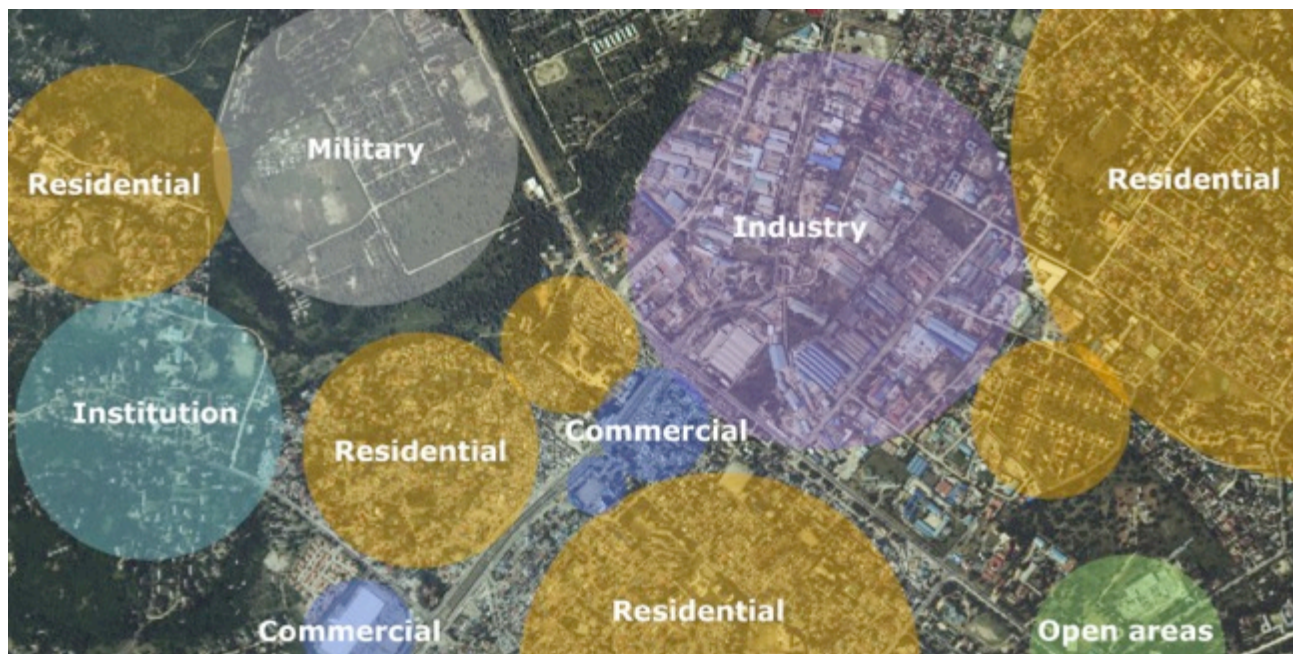 Military
Residential
Residential
Industry
Institution
Commercial
Residential
Residential
Commercial
Open areas